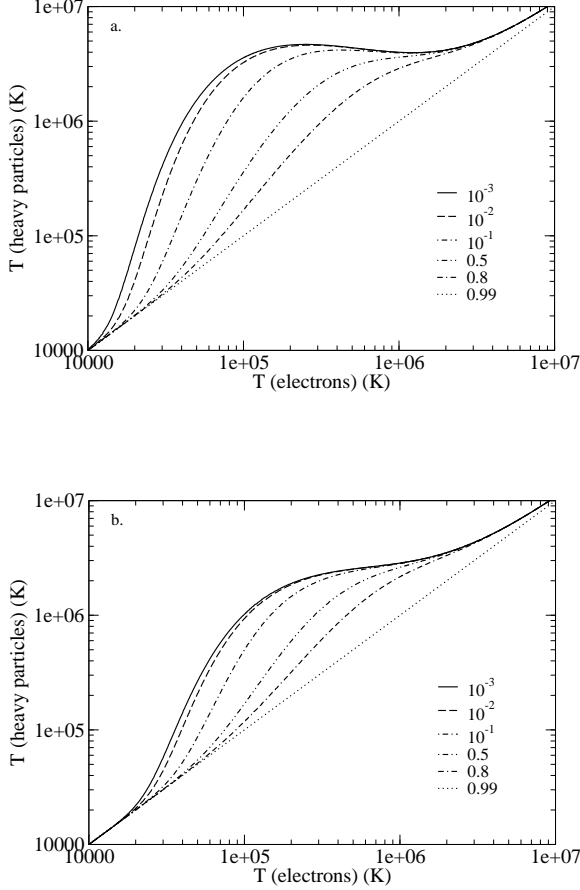 1e+07
a.
1e+06
T (heavy particles) (K)
1e+05
10⁻³
10⁻²
10⁻¹
0.5
0.8
0.99
10000
10000 1e+05 1e+06 1e+07
T (electrons) (K)
1e+07
b.
1e+06
T (heavy particles) (K)
1e+05
10⁻³
10⁻²
10⁻¹
0.5
0.8
0.99
10000
10000 1e+05 1e+06 1e+07
T (electrons) (K)